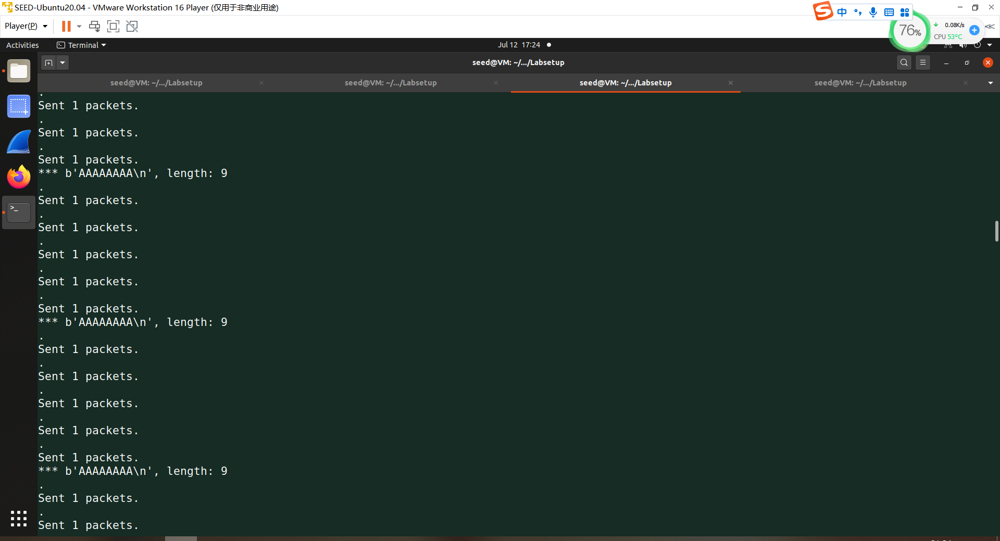 SEED-Ubuntu20.04 - VMware Workstation 16 Player (仅用于非商业用途)
Player(P)
中
76%
0.08K/s
CPU 53°C
Activities
Terminal
Jul 12 17:24
seed@VM: ~/.../Labsetup
seed@VM: ~/.../Labsetup
seed@VM: ~/.../Labsetup
seed@VM: ~/.../Labsetup
seed@VM: ~/.../Labsetup
.
Sent 1 packets.
.
Sent 1 packets.
.
Sent 1 packets.
*** b'AAAAAAAA\n', length: 9
.
Sent 1 packets.
.
Sent 1 packets.
.
Sent 1 packets.
.
Sent 1 packets.
.
Sent 1 packets.
*** b'AAAAAAAA\n', length: 9
.
Sent 1 packets.
.
Sent 1 packets.
.
Sent 1 packets.
.
Sent 1 packets.
.
Sent 1 packets.
*** b'AAAAAAAA\n', length: 9
.
Sent 1 packets.
.
Sent 1 packets.